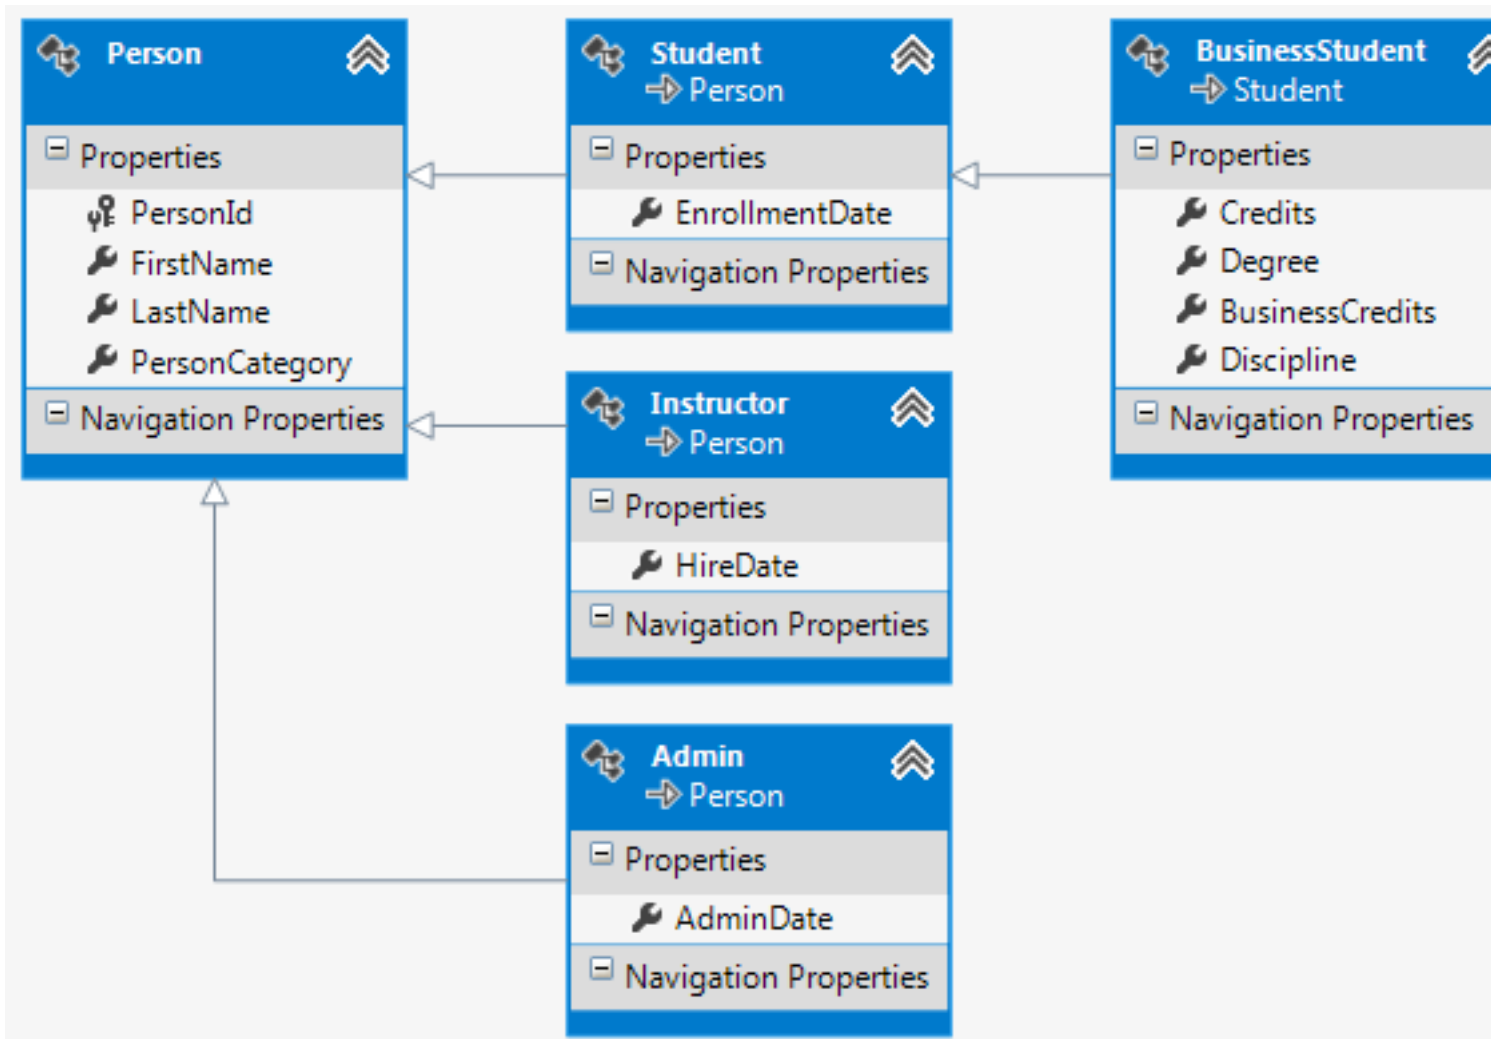 Person
Properties
PersonId
FirstName
LastName
PersonCategory
Navigation Properties
Student
Person
Properties
EnrollmentDate
Navigation Properties
Instructor
Person
Properties
HireDate
Navigation Properties
Admin
Person
Properties
AdminDate
Navigation Properties
BusinessStudent
Student
Properties
Credits
Degree
BusinessCredits
Discipline
Navigation Properties